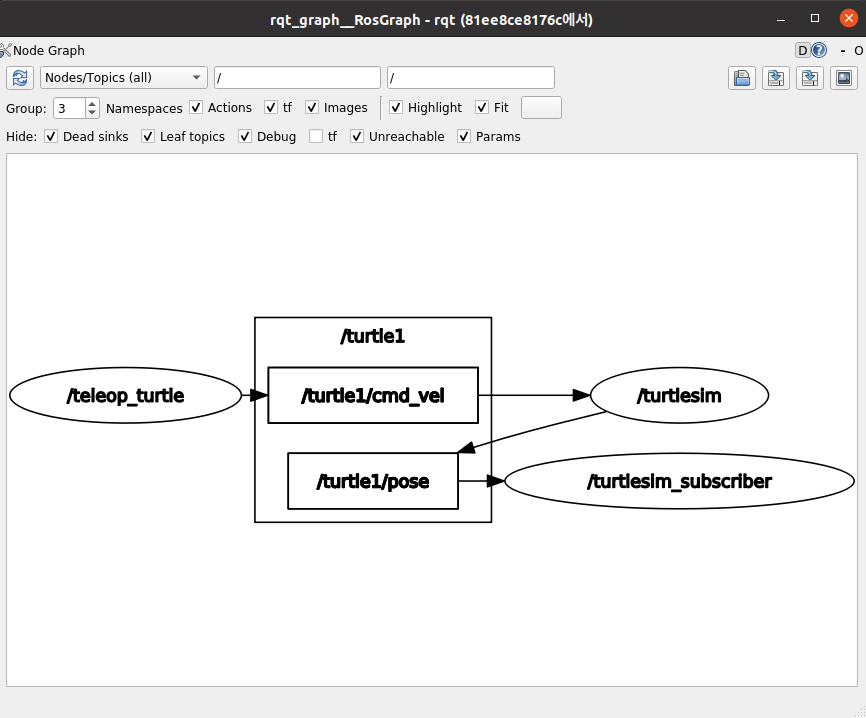 rqt_graph__RosGraph - rqt (81ee8ce8176c에서)
Node Graph D ? - O
Nodes/Topics (all) / /
Group: 3 Namespaces Actions tf Images Highlight Fit
Hide: Dead sinks Leaf topics Debug tf Unreachable Params
/turtle1
/teleop_turtle /turtle1/cmd_vel /turtlesim
/turtle1/pose /turtlesim_subscriber